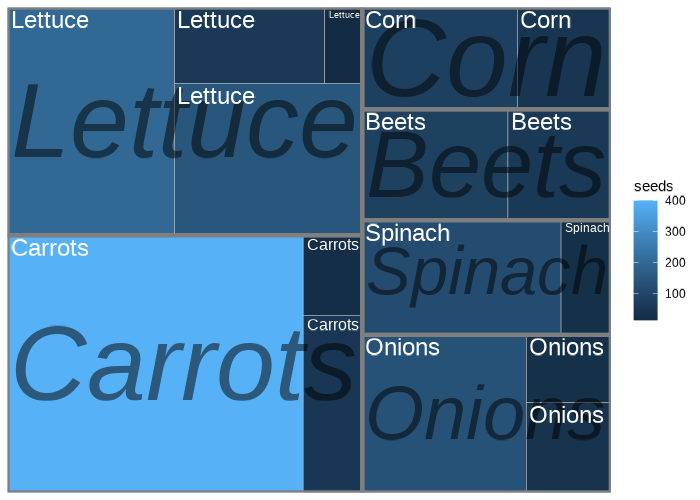 Lettuce
Lettuce
Lettuce
Lettuce
Lettuce
Corn
Corn
Corn
Beets
Beets
Beets
Spinach
Spinach
Spinach
Carrots
Carrots
Carrots
Carrots
Onions
Onions
Onions
Onions
seeds
400
300
200
100